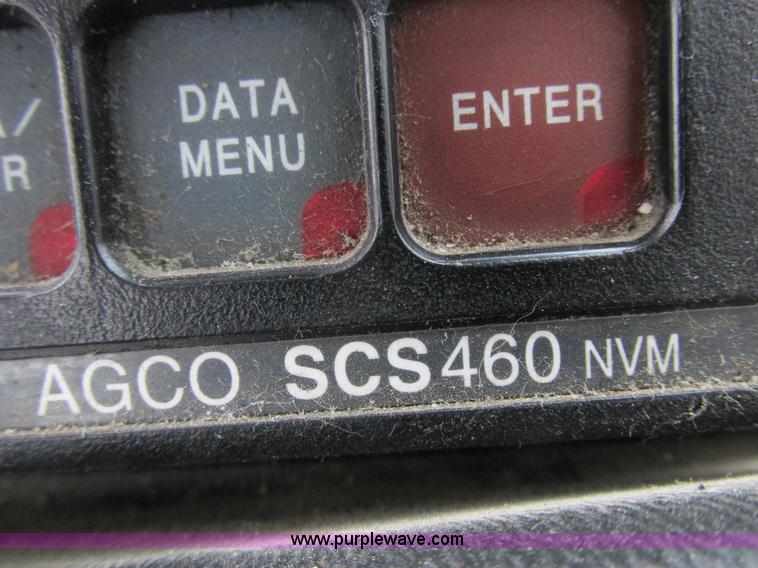 A/
R
DATA
MENU
ENTER
AGCO SCS460 NVM
www.purplewave.com